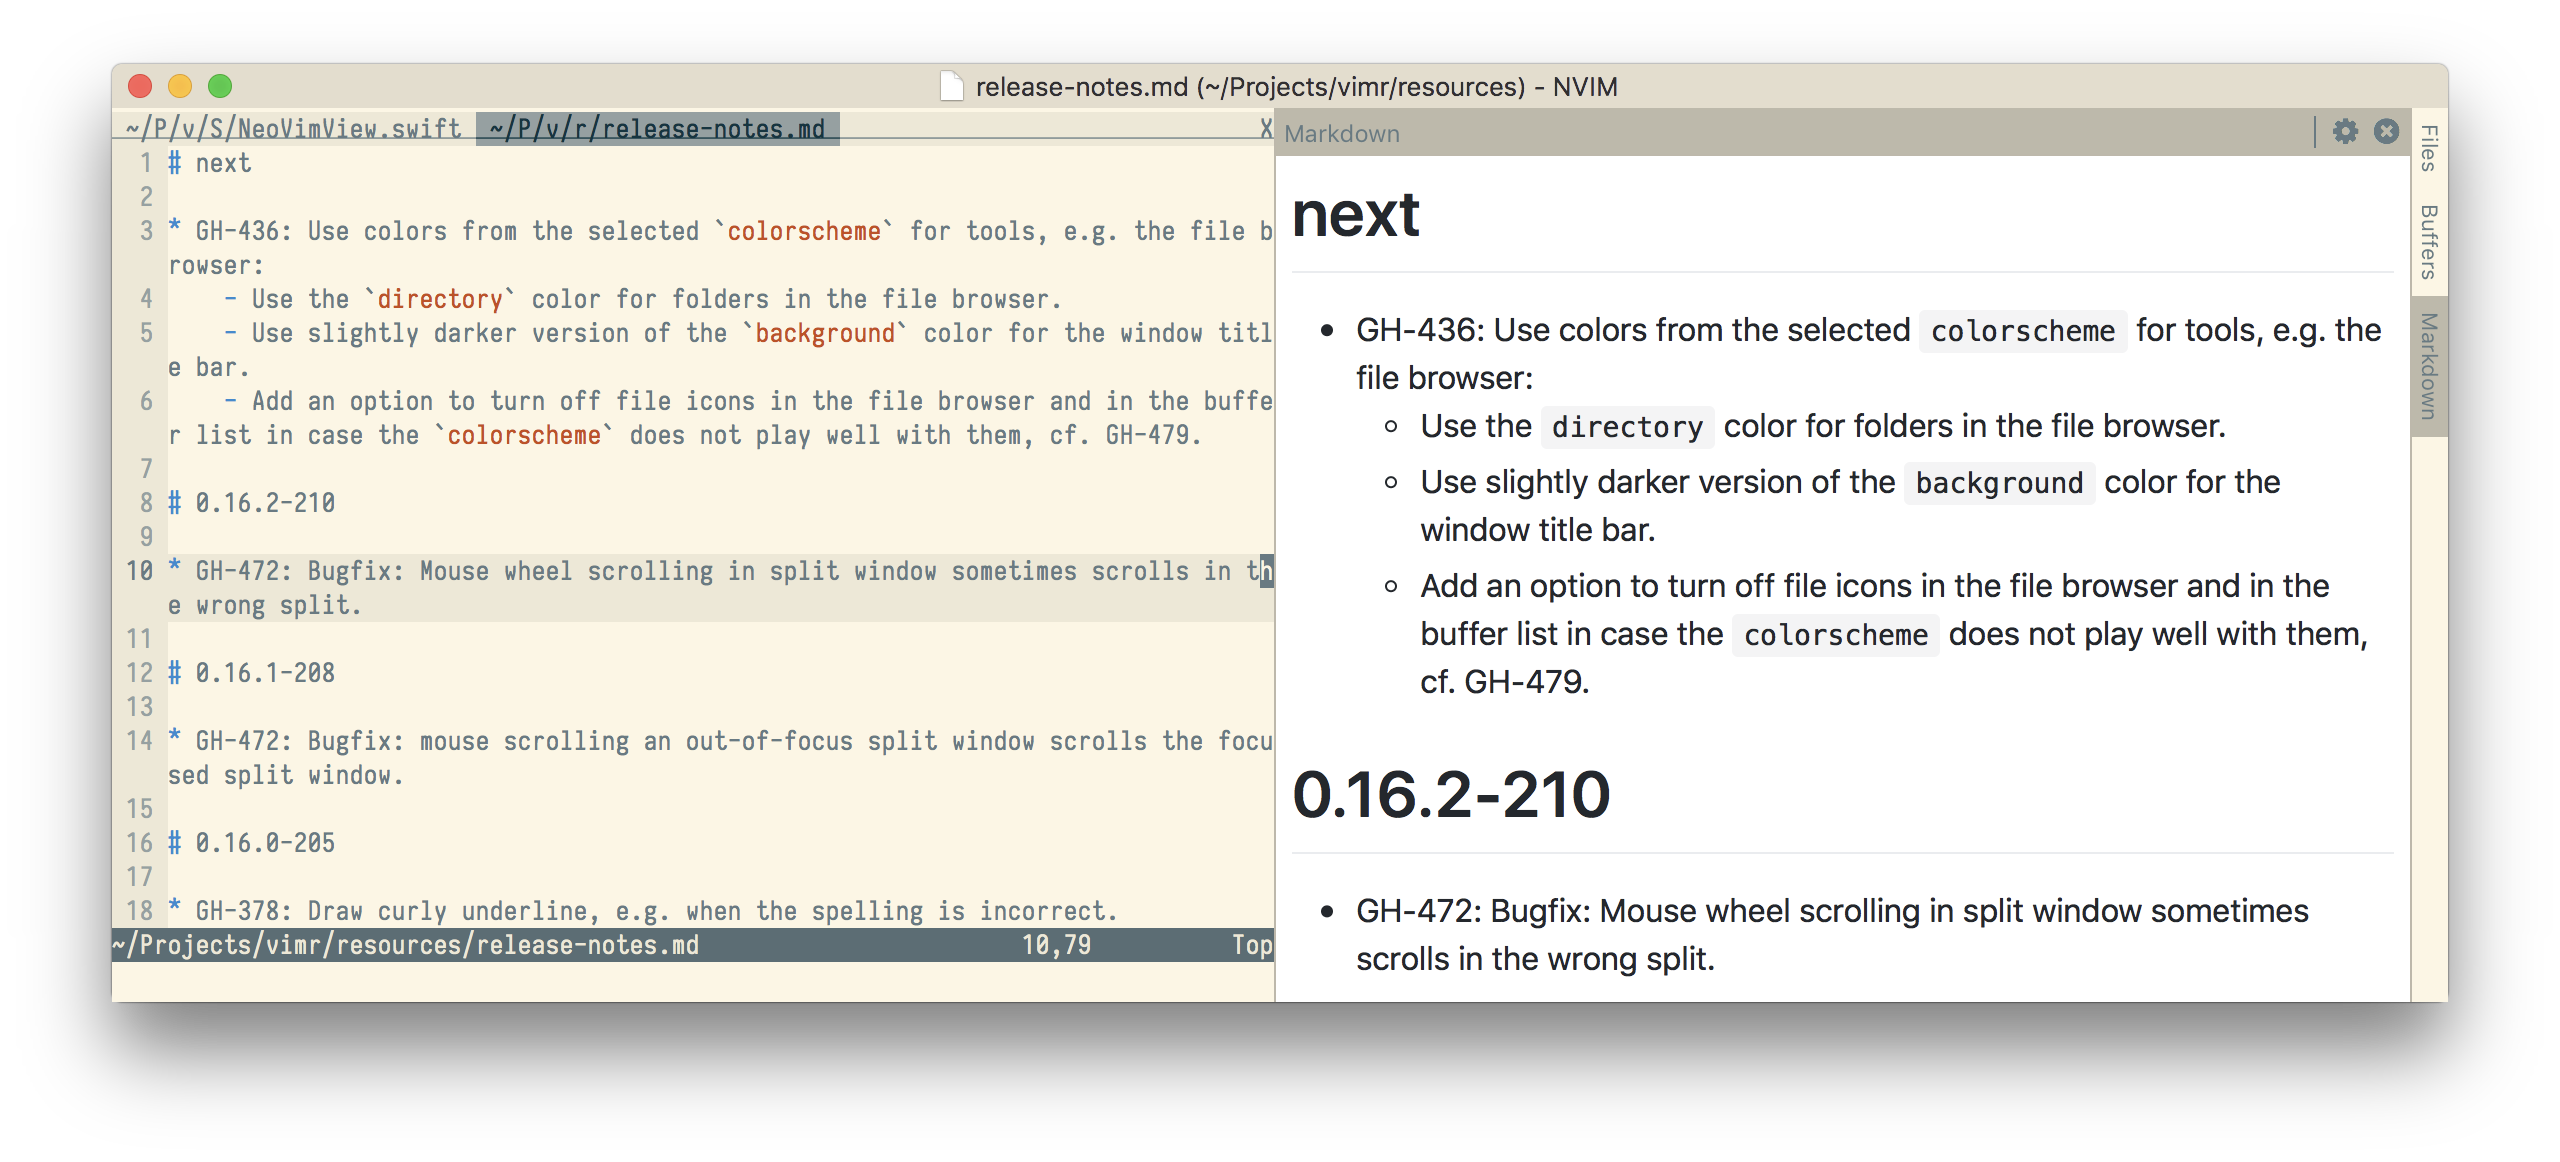 release-notes.md (~/Projects/vimr/resources) - NVIM
~/P/v/S/NeoVimView.swift ~/P/v/r/release-notes.md X
1 # next
2
3 * GH-436: Use colors from the selected `colorscheme` for tools, e.g. the file b
rowser:
4 - Use the `directory` color for folders in the file browser.
5 - Use slightly darker version of the `background` color for the window titl
e bar.
6 - Add an option to turn off file icons in the file browser and in the buffe
r list in case the `colorscheme` does not play well with them, cf. GH-479.
7
8 # 0.16.2-210
9
10 * GH-472: Bugfix: Mouse wheel scrolling in split window sometimes scrolls in th
e wrong split.
11
12 # 0.16.1-208
13
14 * GH-472: Bugfix: mouse scrolling an out-of-focus split window scrolls the focu
sed split window.
15
16 # 0.16.0-205
17
18 * GH-378: Draw curly underline, e.g. when the spelling is incorrect.
~/Projects/vimr/resources/release-notes.md 10,79 Top
Markdown
next
• GH-436: Use colors from the selected colorscheme for tools, e.g. the
file browser:
◦ Use the directory color for folders in the file browser.
◦ Use slightly darker version of the background color for the
window title bar.
◦ Add an option to turn off file icons in the file browser and in the
buffer list in case the colorscheme does not play well with them,
cf. GH-479.
0.16.2-210
• GH-472: Bugfix: Mouse wheel scrolling in split window sometimes
scrolls in the wrong split.
Files
Buffers
Markdown